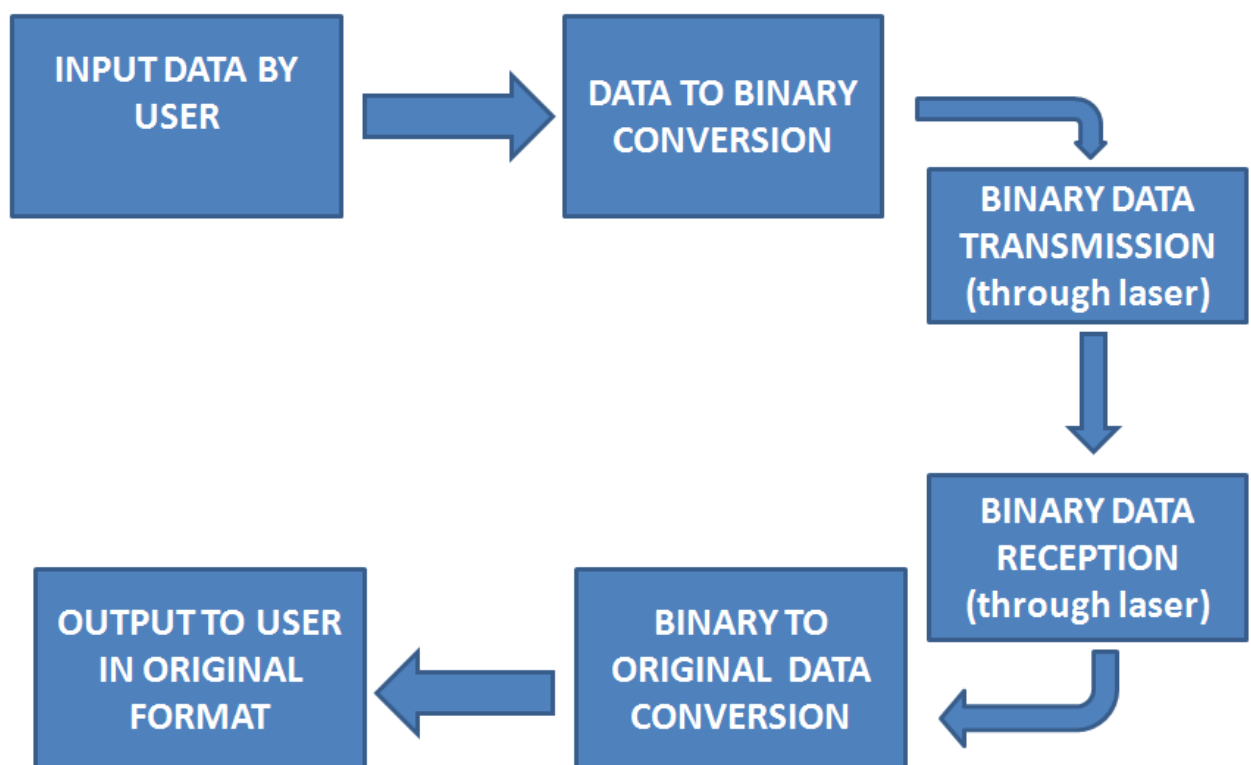 INPUT DATA BY
USER
DATA TO BINARY
CONVERSION
BINARY DATA
TRANSMISSION
(through laser)
BINARY DATA
RECEPTION
(through laser)
BINARY TO
ORIGINAL DATA
CONVERSION
OUTPUT TO USER
IN ORIGINAL
FORMAT